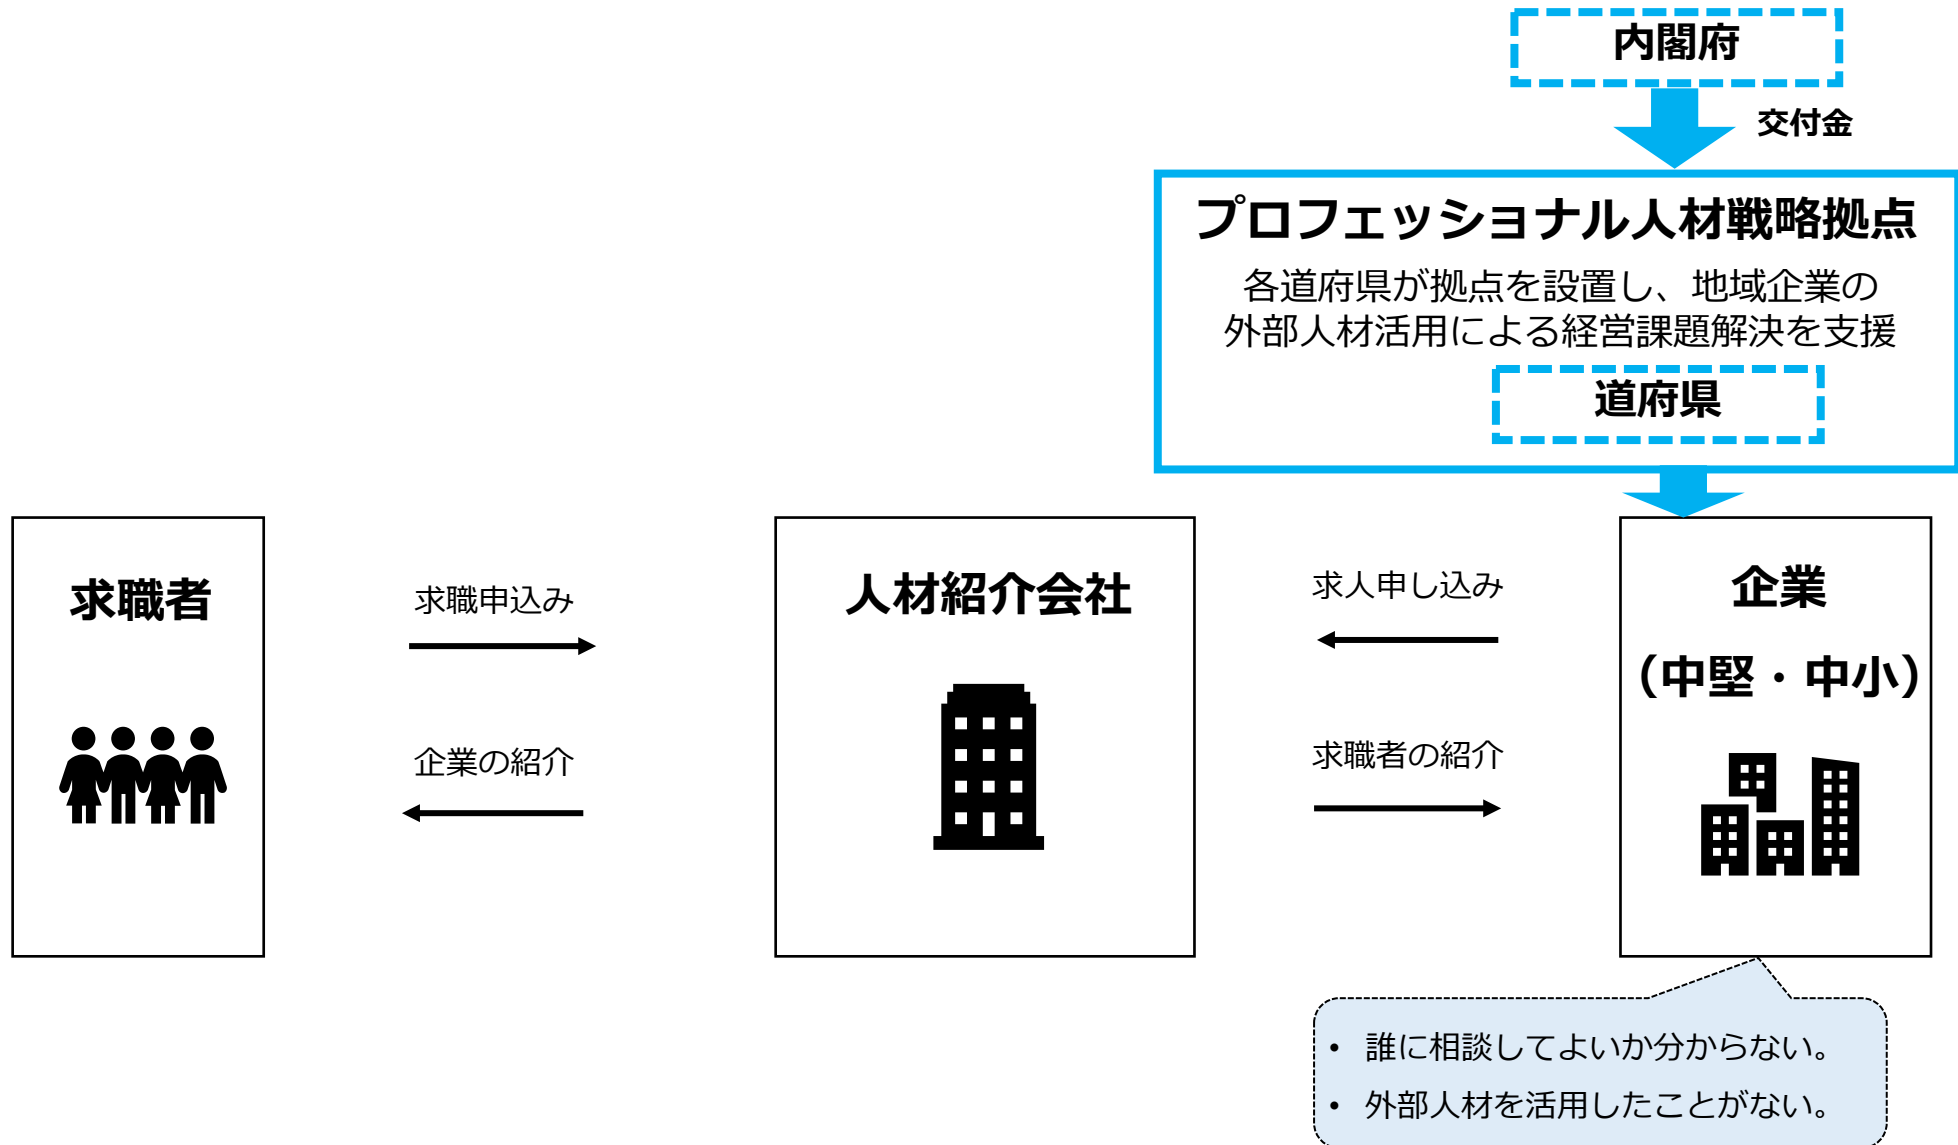 内閣府
交付金
プロフェッショナル人材戦略拠点
各道府県が拠点を設置し、地域企業の
外部人材活用による経営課題解決を支援
道府県
求職者
求職申込み
企業の紹介
人材紹介会社
求人申し込み
求職者の紹介
企業
（中堅・中小）
• 誰に相談してよいか分からない。
• 外部人材を活用したことがない。